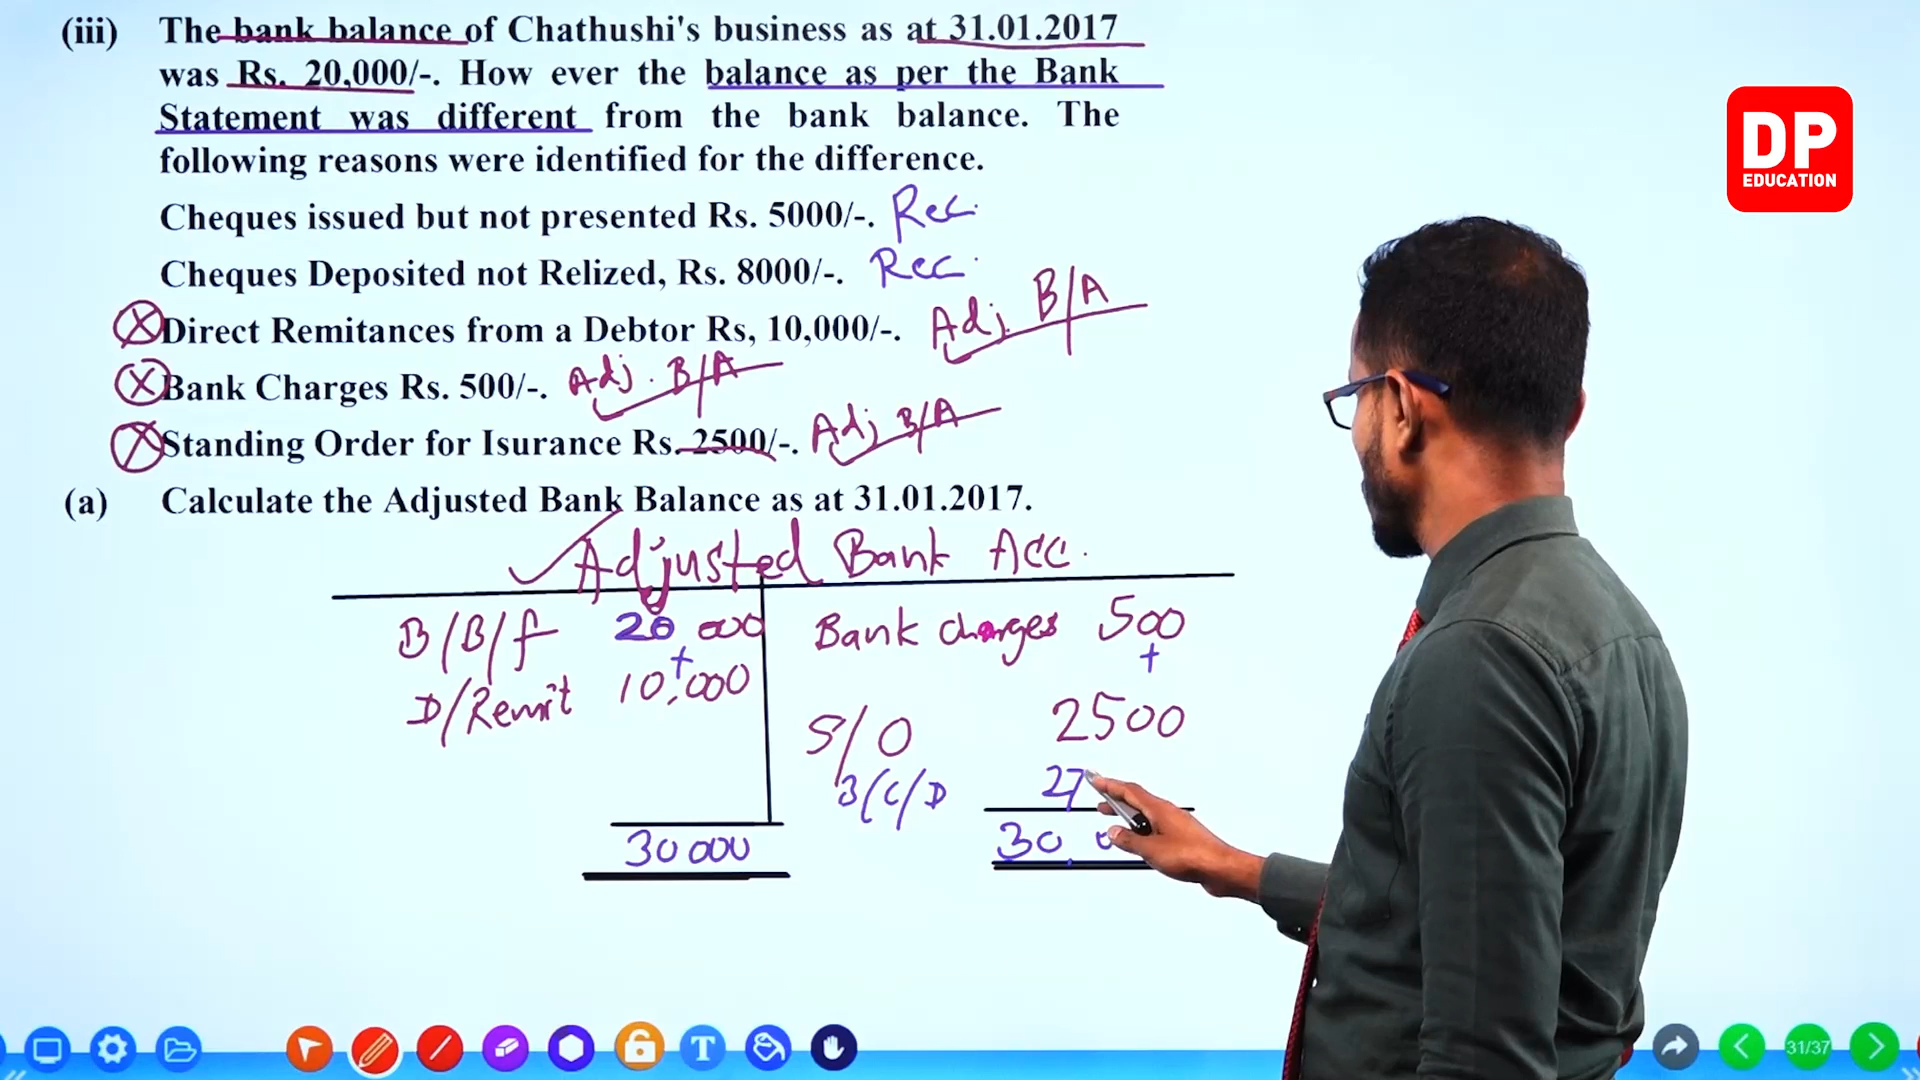 (iii) The bank balance of Chathushi's business as at 31.01.2017
was Rs. 20,000/-. How ever the balance as per the Bank
Statement was different from the bank balance. The
following reasons were identified for the difference.
Cheques issued but not presented Rs. 5000/-. Rec.
Cheques Deposited not Relized, Rs. 8000/-. Rec.
Direct Remitances from a Debtor Rs, 10,000/-. Adj. B/A
Bank Charges Rs. 500/-. Adj. B/A
Standing Order for Isurance Rs. 2500/-. Adj B/A
(a) Calculate the Adjusted Bank Balance as at 31.01.2017.
Adjusted Bank Acc.
B/B/f 20 000 Bank charges 500
+ +
D/Remit 10,000
S/O 2500
B/C/D 27
30 000 30,0
DP
EDUCATION
T
31/37